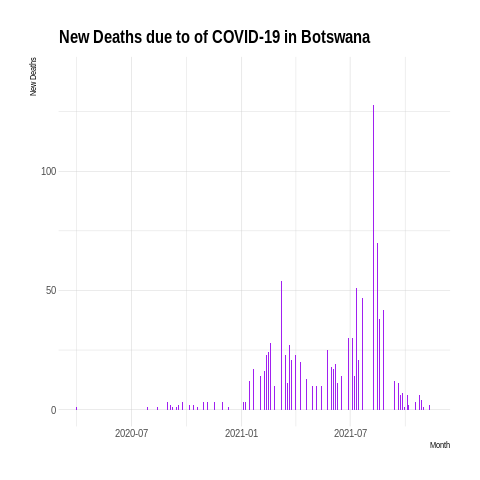 New Deaths due to of COVID-19 in Botswana
New Deaths
100
50
0
2020-07
2021-01
2021-07
Month